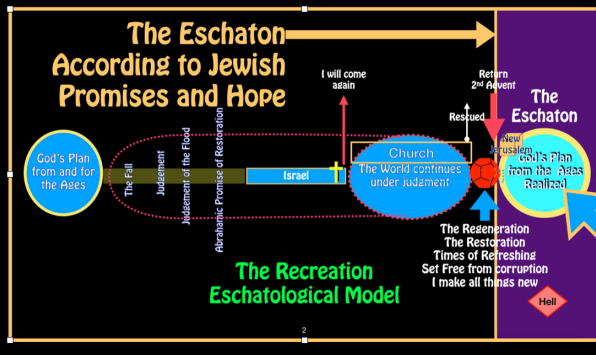 The Eschaton
According to Jewish
Promises and Hope
I will come
again
Return
2nd Advent
Rescued
The
Eschaton
New
Jerusalem
God's Plan
from and for
the Ages
The Fall
Judgement
Judgement of the Flood
Abrahamic Promise of Restoration
Israel
Church
The World continues
under judgment
God's Plan
from the Ages
Realized
The Regeneration
The Restoration
Times of Refreshing
Set Free from corruption
I make all things new
The Recreation
Eschatological Model
Hell
2